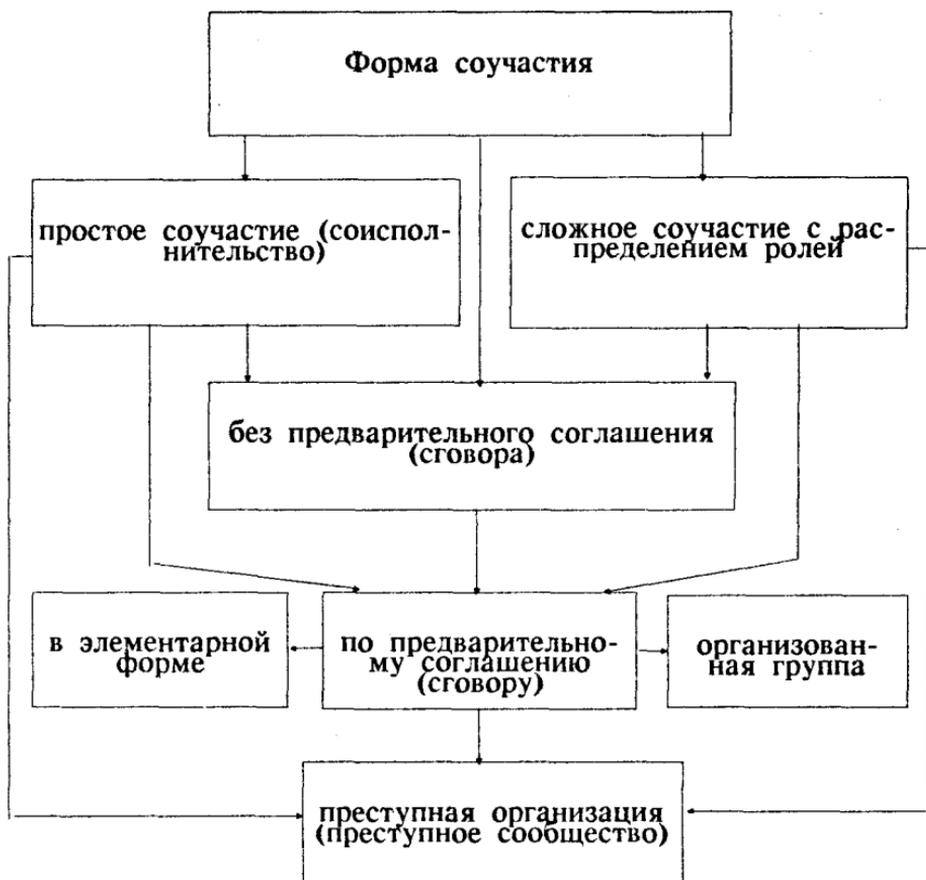 Форма соучастия
простое соучастие (соиспол-
нительство)
сложное соучастие с рас-
пределением ролей
без предварительного соглашения
(сговора)
в элементарной
форме
по предварительно-
му соглашению
(сговору)
организован-
ная группа
преступная организация
(преступное сообщество)